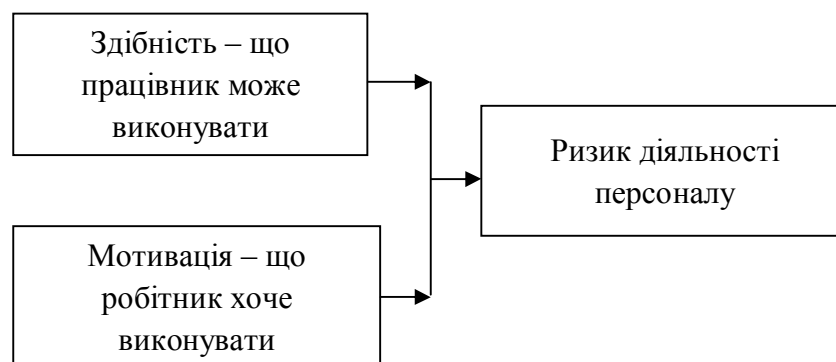 Здібність – що
працівник може
виконувати
Ризик діяльності
персоналу
Мотивація – що
робітник хоче
виконувати